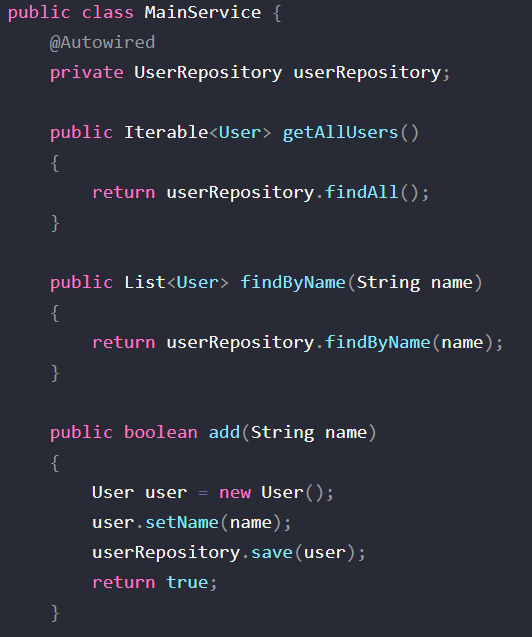 public class MainService {
    @Autowired
    private UserRepository userRepository;

    public Iterable<User> getAllUsers()
    {
        return userRepository.findAll();
    }

    public List<User> findByName(String name)
    {
        return userRepository.findByName(name);
    }

    public boolean add(String name)
    {
        User user = new User();
        user.setName(name);
        userRepository.save(user);
        return true;
    }